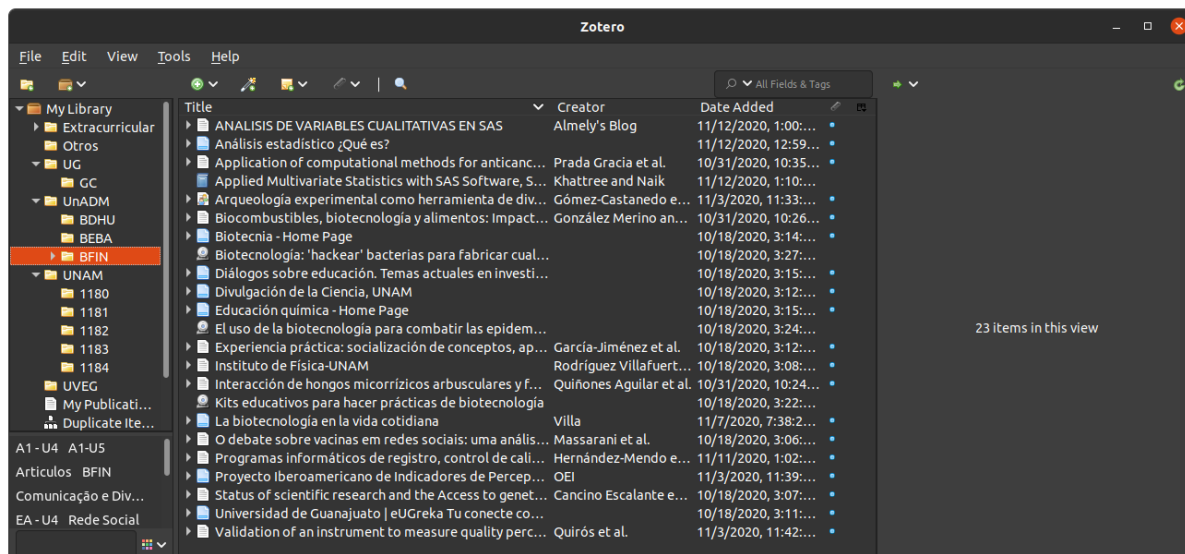 Zotero
File Edit View Tools Help
All Fields & Tags
My Library
Extracurricular
Otros
UG
GC
UnADM
BDHU
BEBA
BFIN
UNAM
1180
1181
1182
1183
1184
UVEG
My Publicati...
Duplicate Ite...
A1 - U4 A1-U5
Articulos BFIN
Comunicação e Div...
EA - U4 Rede Social
Title Creator Date Added
ANALISIS DE VARIABLES CUALITATIVAS EN SAS Almely's Blog 11/12/2020, 1:00:...
Análisis estadístico ¿Qué es? 11/12/2020, 12:59...
Application of computational methods for anticanc... Prada Gracia et al. 10/31/2020, 10:35...
Applied Multivariate Statistics with SAS Software, S... Khattree and Naik 11/12/2020, 1:10:...
Arqueología experimental como herramienta de div... Gómez-Castanedo e... 11/3/2020, 11:33:...
Biocombustibles, biotecnología y alimentos: Impact... González Merino an... 10/31/2020, 10:26...
Biotecnia - Home Page 10/18/2020, 3:14:...
Biotecnología: 'hackear' bacterias para fabricar cual... 10/18/2020, 3:27:...
Diálogos sobre educación. Temas actuales en investi... 10/18/2020, 3:15:...
Divulgación de la Ciencia, UNAM 10/18/2020, 3:12:...
Educación química - Home Page 10/18/2020, 3:15:...
El uso de la biotecnología para combatir las epidem... 10/18/2020, 3:24:...
Experiencia práctica: socialización de conceptos, ap... García-Jiménez et al. 10/18/2020, 3:12:...
Instituto de Física-UNAM Rodríguez Villafuert... 10/18/2020, 3:08:...
Interacción de hongos micorrízicos arbusculares y f... Quiñones Aguilar et al. 10/31/2020, 10:24...
Kits educativos para hacer prácticas de biotecnología 10/18/2020, 3:22:...
La biotecnología en la vida cotidiana Villa 11/7/2020, 7:38:2...
O debate sobre vacinas em redes sociais: uma anális... Massarani et al. 10/18/2020, 3:06:...
Programas informáticos de registro, control de cali... Hernández-Mendo e... 11/11/2020, 1:02:...
Proyecto Iberoamericano de Indicadores de Percep... OEI 11/3/2020, 11:39:...
Status of scientific research and the Access to genet... Cancino Escalante e... 10/18/2020, 3:07:...
Universidad de Guanajuato | eUGreka Tu conecte co... 10/18/2020, 3:11:...
Validation of an instrument to measure quality perc... Quirós et al. 11/3/2020, 11:42:...
23 items in this view